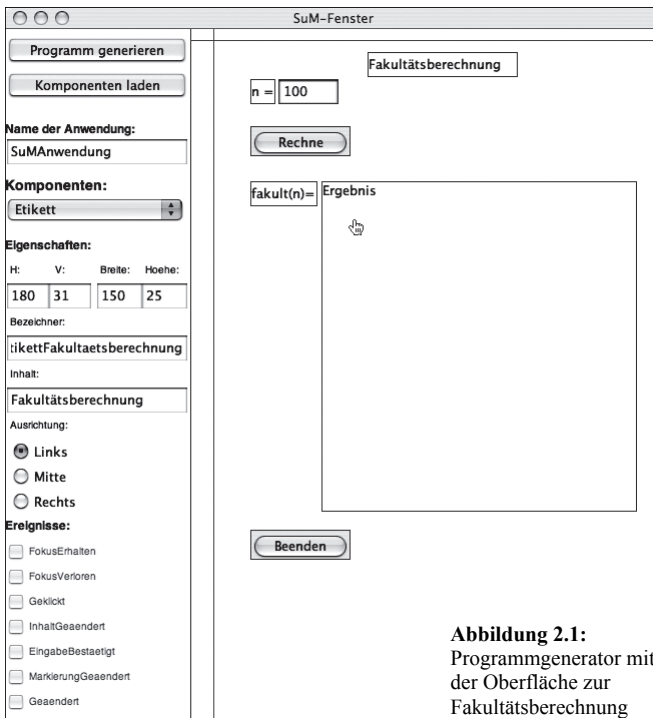 SuM-Fenster
Programm generieren
Komponenten laden
Name der Anwendung:
SuMAnwendung
Komponenten:
Etikett
Eigenschaften:
H: V: Breite: Hoehe:
180 31 150 25
Bezeichner:
tikettFakultaetsberechnung
Inhalt:
Fakultätsberechnung
Ausrichtung:
Links
Mitte
Rechts
Ereignisse:
FokusErhalten
FokusVerloren
Geklickt
InhaltGeaendert
EingabeBestaetigt
MarkierungGeaendert
Geaendert
Fakultätsberechnung
n = 100
Rechne
fakult(n)= Ergebnis
Beenden
Abbildung 2.1:
Programmgenerator mit
der Oberfläche zur
Fakultätsberechnung